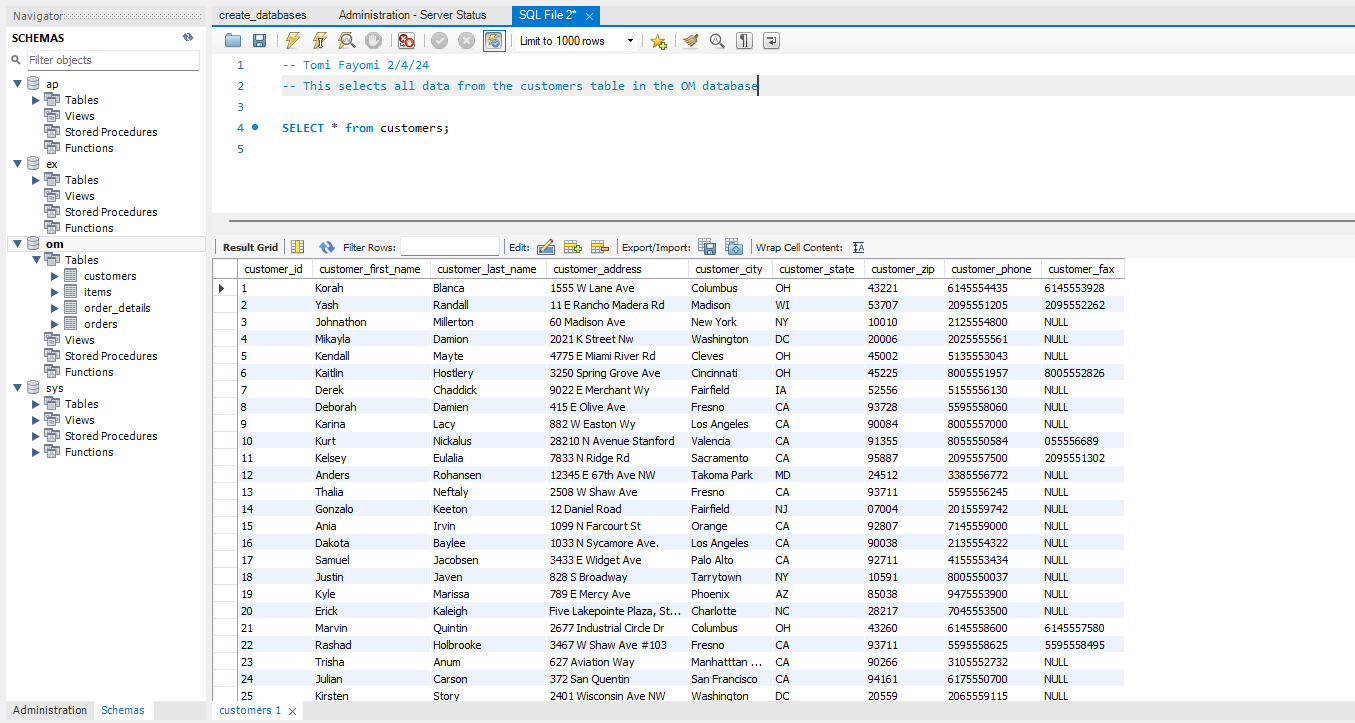 Navigator
SCHEMAS
Filter objects
ap
Tables
Views
Stored Procedures
Functions
ex
Tables
Views
Stored Procedures
Functions
om
Tables
customers
items
order_details
orders
Views
Stored Procedures
Functions
sys
Tables
Views
Stored Procedures
Functions
Administration Schemas
create_databases Administration - Server Status SQL File 2*
Limit to 1000 rows
1 -- Tomi Fayomi 2/4/24
2 -- This selects all data from the customers table in the OM database
3
4 SELECT * from customers;
5
Result Grid Filter Rows: Edit: Export/Import: Wrap Cell Content: IA
customer_id customer_first_name customer_last_name customer_address customer_city customer_state customer_zip customer_phone customer_fax
1 Korah Blanca 1555 W Lane Ave Columbus OH 43221 6145554435 6145553928
2 Yash Randall 11 E Rancho Madera Rd Madison WI 53707 2095551205 2095552262
3 Johnathon Millerton 60 Madison Ave New York NY 10010 2125554800 NULL
4 Mikayla Damion 2021 K Street Nw Washington DC 20006 2025555561 NULL
5 Kendall Mayte 4775 E Miami River Rd Cleves OH 45002 5135553043 NULL
6 Kaitlin Hostlery 3250 Spring Grove Ave Cincinnati OH 45225 8005551957 8005552826
7 Derek Chaddick 9022 E Merchant Wy Fairfield IA 52556 5155556130 NULL
8 Deborah Damien 415 E Olive Ave Fresno CA 93728 5595558060 NULL
9 Karina Lacy 882 W Easton Wy Los Angeles CA 90084 8005557000 NULL
10 Kurt Nickalus 28210 N Avenue Stanford Valencia CA 91355 8055550584 055556689
11 Kelsey Eulalia 7833 N Ridge Rd Sacramento CA 95887 2095557500 2095551302
12 Anders Rohansen 12345 E 67th Ave NW Takoma Park MD 24512 3385556772 NULL
13 Thalia Neftaly 2508 W Shaw Ave Fresno CA 93711 5595556245 NULL
14 Gonzalo Keeton 12 Daniel Road Fairfield NJ 07004 2015559742 NULL
15 Ania Irvin 1099 N Farcourt St Orange CA 92807 7145559000 NULL
16 Dakota Baylee 1033 N Sycamore Ave. Los Angeles CA 90038 2135554322 NULL
17 Samuel Jacobsen 3433 E Widget Ave Palo Alto CA 92711 4155553434 NULL
18 Justin Javen 828 S Broadway Tarrytown NY 10591 8005550037 NULL
19 Kyle Marissa 789 E Mercy Ave Phoenix AZ 85038 9475553900 NULL
20 Erick Kaleigh Five Lakepointe Plaza, St... Charlotte NC 28217 7045553500 NULL
21 Marvin Quintin 2677 Industrial Circle Dr Columbus OH 43260 6145558600 6145557580
22 Rashad Holbrooke 3467 W Shaw Ave #103 Fresno CA 93711 5595558625 5595558495
23 Trisha Anum 627 Aviation Way Manhatttan ... CA 90266 3105552732 NULL
24 Julian Carson 372 San Quentin San Francisco CA 94161 6175550700 NULL
25 Kirsten Story 2401 Wisconsin Ave NW Washington DC 20559 2065559115 NULL
customers 1